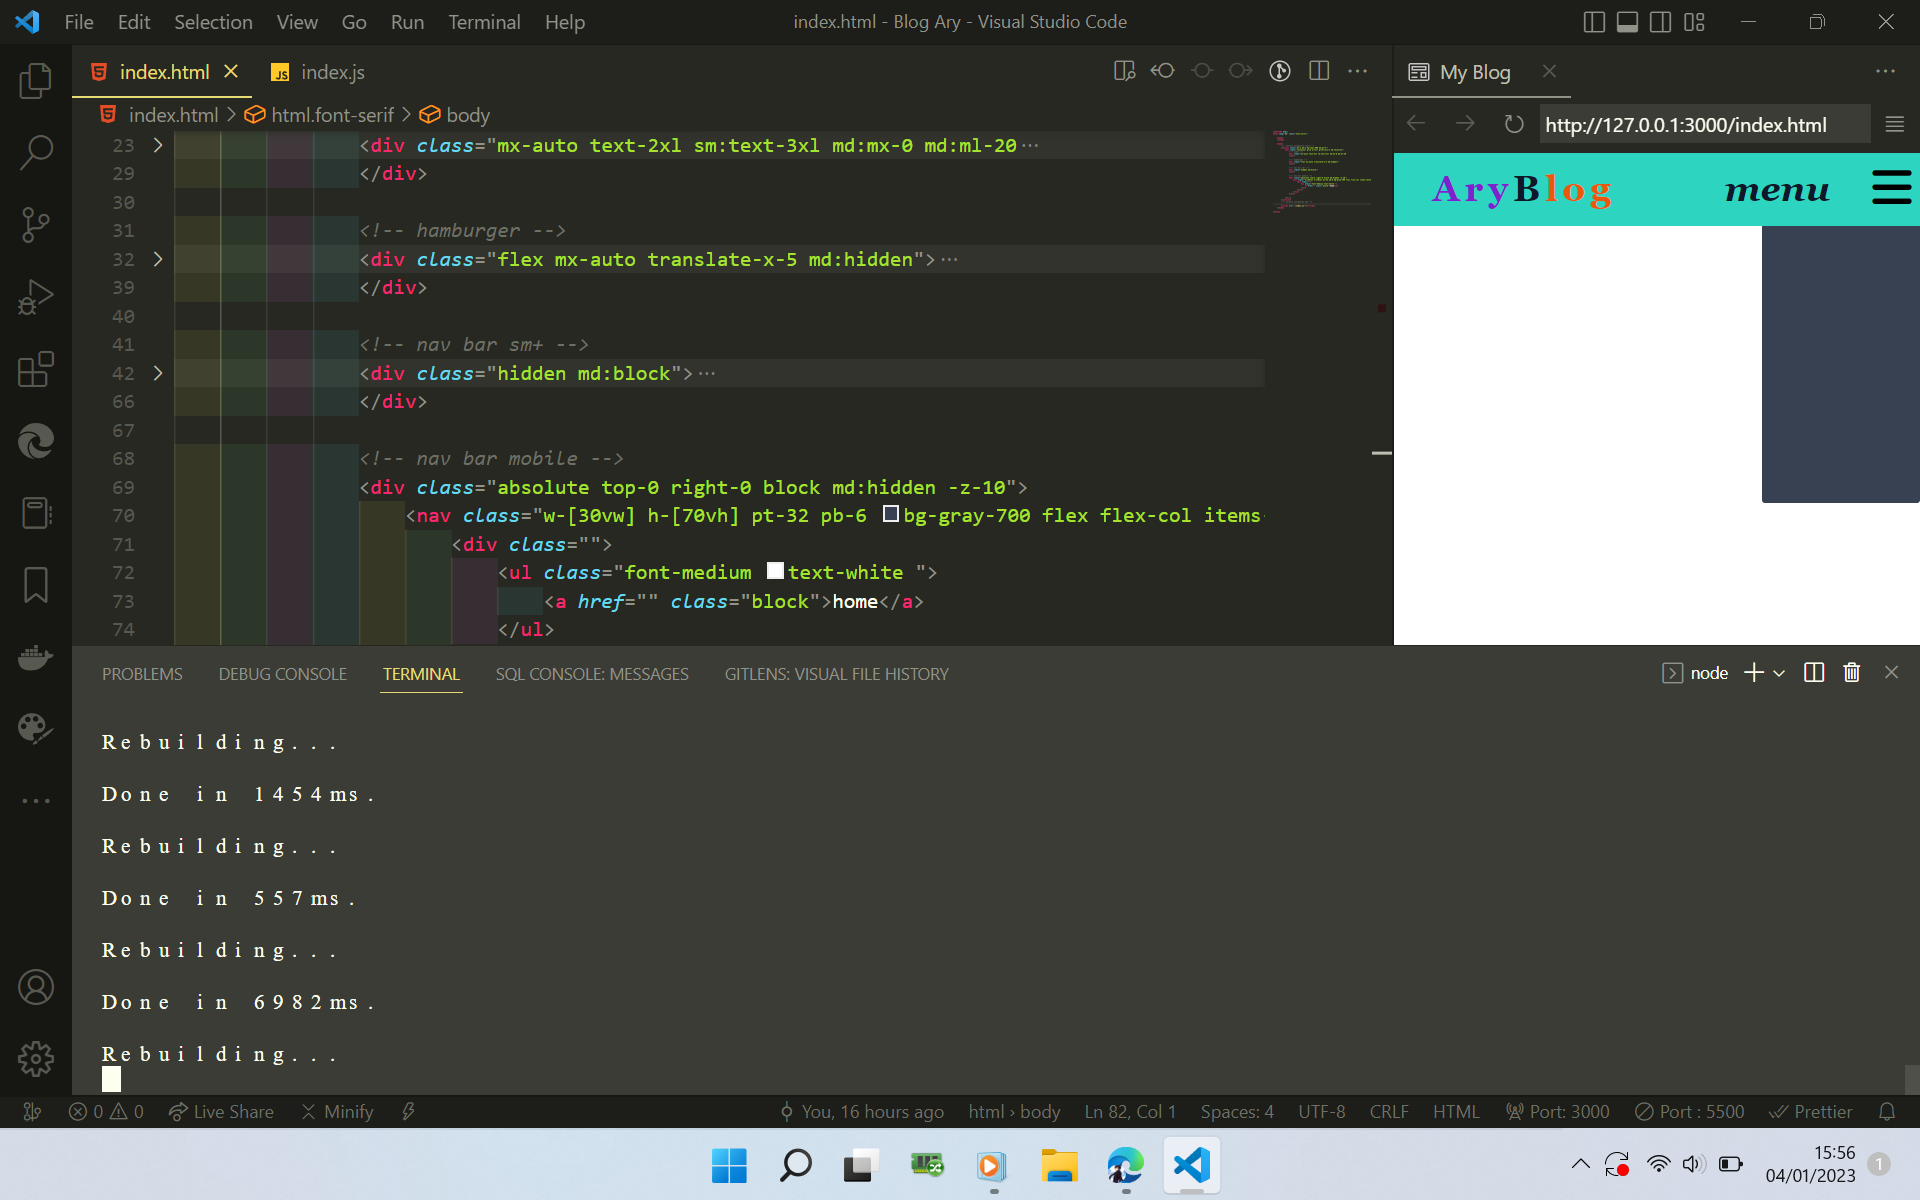 File Edit Selection View Go Run Terminal Help
index.html - Blog Ary - Visual Studio Code
index.html
JS index.js
index.html > html.font-serif > body
23 > <div class="mx-auto text-2xl sm:text-3xl md:mx-0 md:ml-20 ···
29 </div>
30
31 <!-- hamburger -->
32 > <div class="flex mx-auto translate-x-5 md:hidden"> ···
39 </div>
40
41 <!-- nav bar sm+ -->
42 > <div class="hidden md:block"> ···
66 </div>
67
68 <!-- nav bar mobile -->
69 <div class="absolute top-0 right-0 block md:hidden -z-10">
70 <nav class="w-[30vw] h-[70vh] pt-32 pb-6 bg-gray-700 flex flex-col items-
71 <div class="">
72 <ul class="font-medium text-white ">
73 <a href="" class="block">home</a>
74 </ul>
My Blog
http://127.0.0.1:3000/index.html
AryBlog menu
PROBLEMS DEBUG CONSOLE TERMINAL SQL CONSOLE: MESSAGES GITLENS: VISUAL FILE HISTORY
node
Rebuilding...
Done in 1454ms.
Rebuilding...
Done in 557ms.
Rebuilding...
Done in 6982ms.
Rebuilding...
0 0 Live Share Minify
You, 16 hours ago html › body Ln 82, Col 1 Spaces: 4 UTF-8 CRLF HTML Port: 3000 Port : 5500 Prettier
15:56
04/01/2023
1